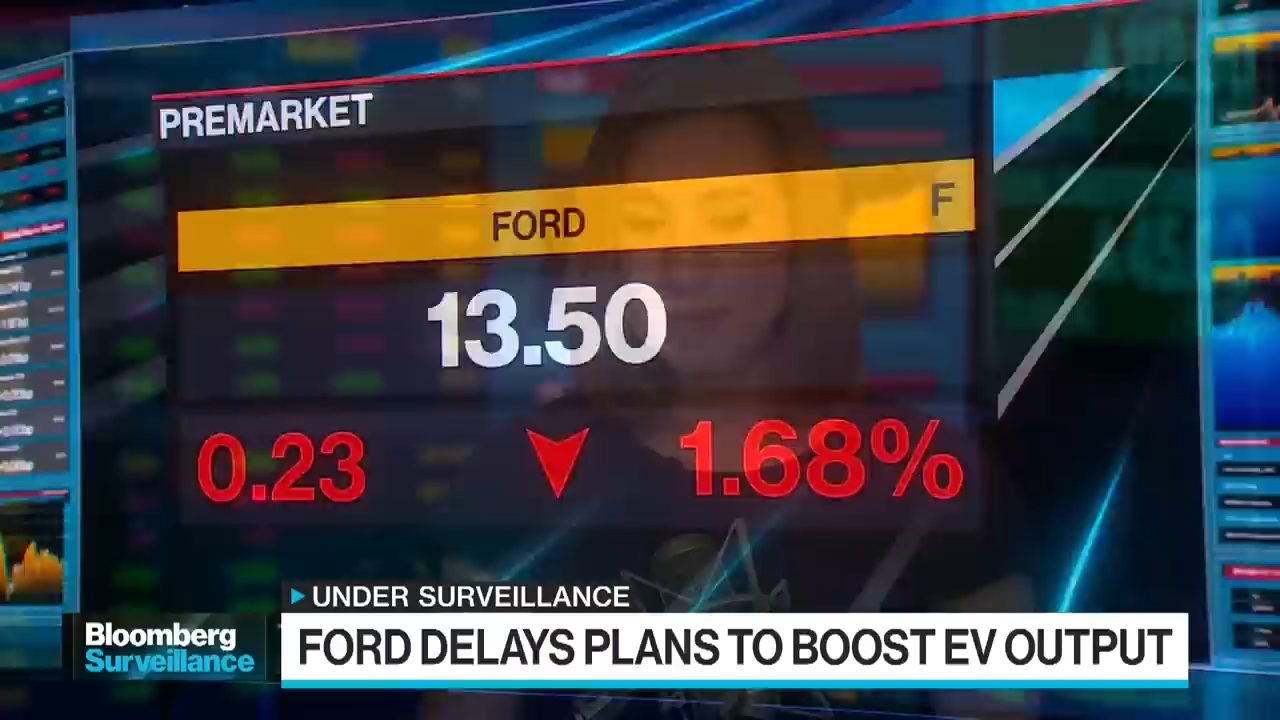 PREMARKET
FORD
F
13.50
0.23
1.68%
UNDER SURVEILLANCE
Bloomberg
Surveillance
FORD DELAYS PLANS TO BOOST EV OUTPUT